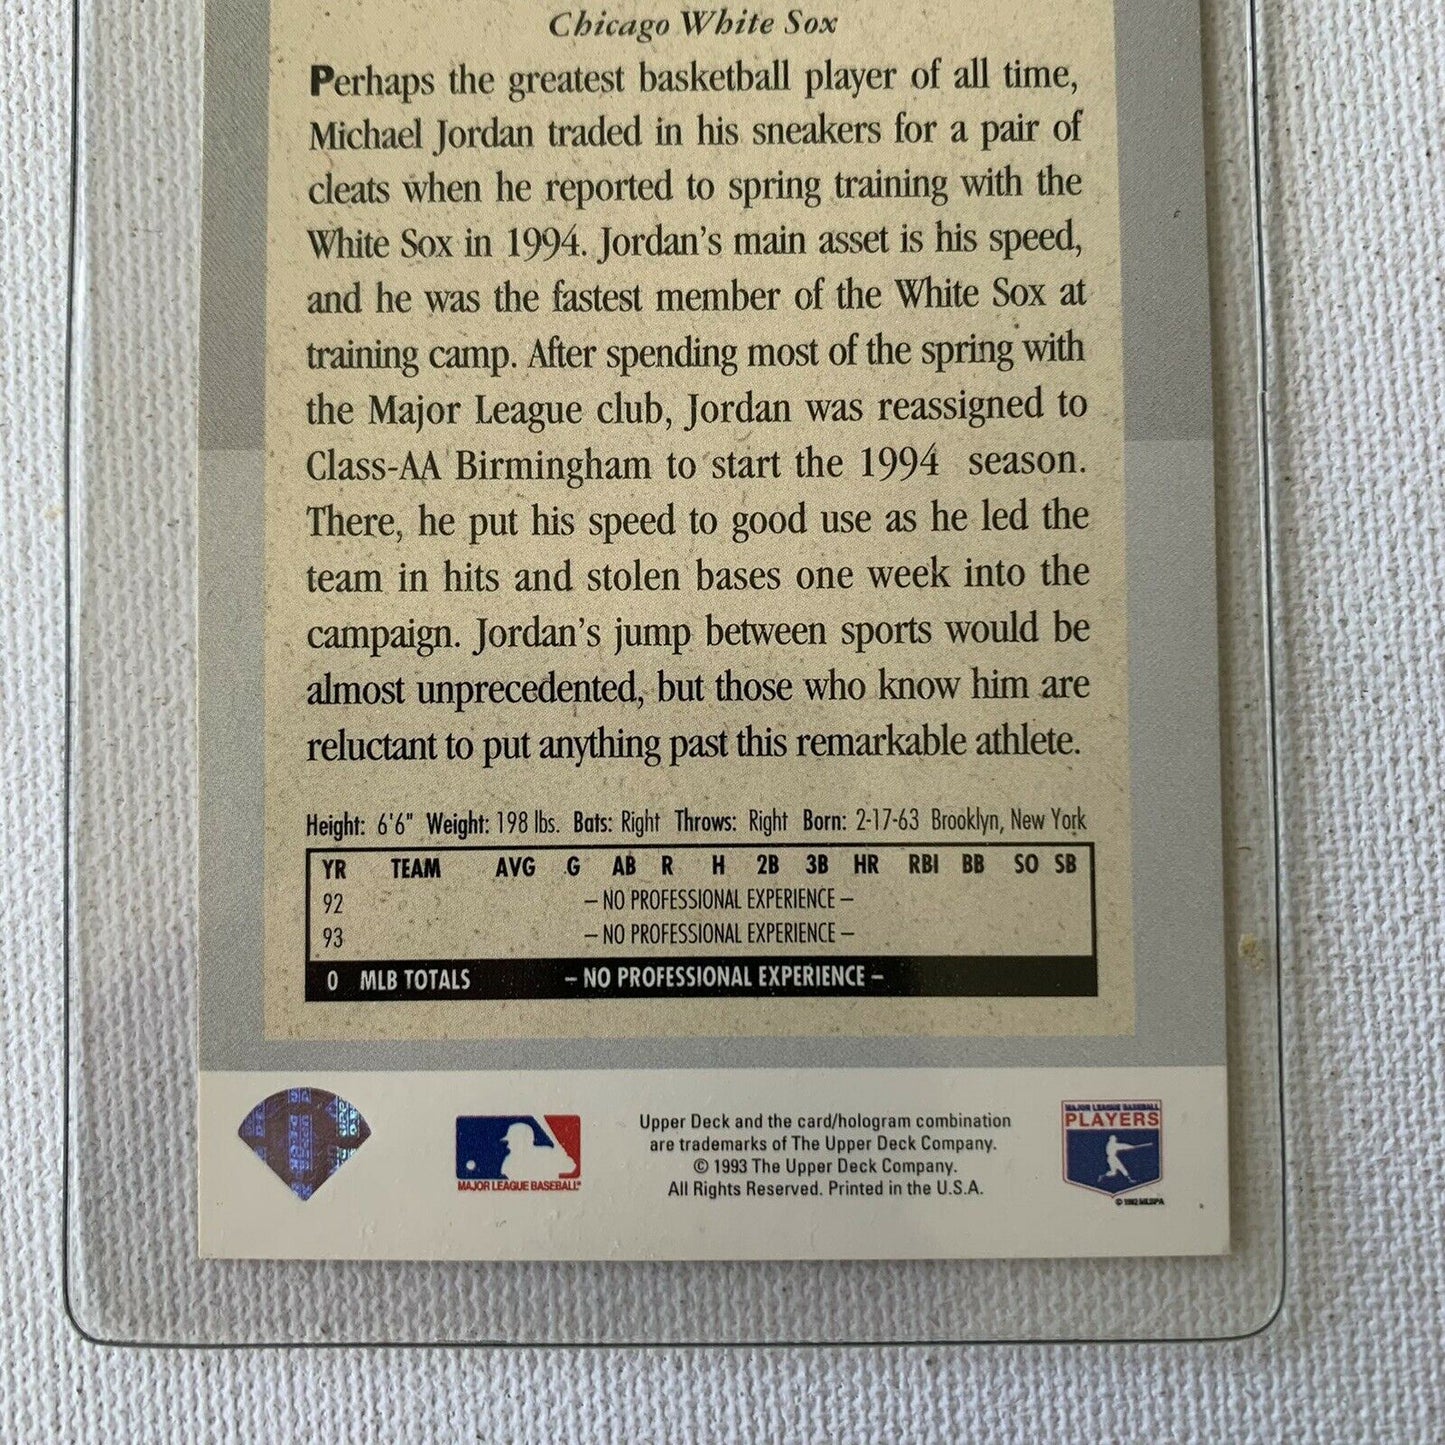 Chicago White Sox
Perhaps the greatest basketball player of all time,
Michael Jordan traded in his sneakers for a pair of
cleats when he reported to spring training with the
White Sox in 1994. Jordan's main asset is his speed,
and he was the fastest member of the White Sox at
training camp. After spending most of the spring with
the Major League club, Jordan was reassigned to
Class-AA Birmingham to start the 1994 season.
There, he put his speed to good use as he led the
team in hits and stolen bases one week into the
campaign. Jordan's jump between sports would be
almost unprecedented, but those who know him are
reluctant to put anything past this remarkable athlete.
Height: 6'6" Weight: 198 lbs. Bats: Right Throws: Right Born: 2-17-63 Brooklyn, New York
YR TEAM AVG G AB R H 2B 3B HR RBI BB SO SB
92 – NO PROFESSIONAL EXPERIENCE –
93 – NO PROFESSIONAL EXPERIENCE –
0 MLB TOTALS – NO PROFESSIONAL EXPERIENCE –
MAJOR LEAGUE BASEBALL
Upper Deck and the card/hologram combination
are trademarks of The Upper Deck Company.
© 1993 The Upper Deck Company.
All Rights Reserved. Printed in the U.S.A.
MAJOR LEAGUE BASEBALL
PLAYERS
© 1992 MLBPA